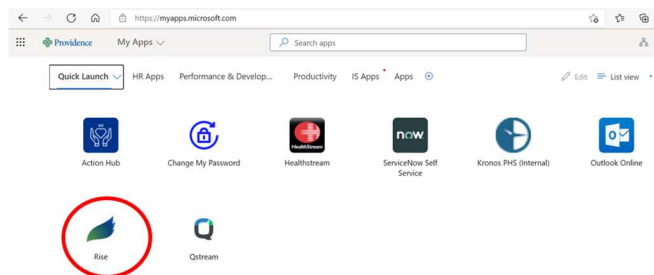 https://myapps.microsoft.com
Providence My Apps Search apps
Quick Launch HR Apps Performance & Develop... Productivity IS Apps Apps Edit List view
HealthStream
now.
Action Hub Change My Password Healthstream ServiceNow Self Service Kronos PHS (Internal) Outlook Online
Rise Qstream